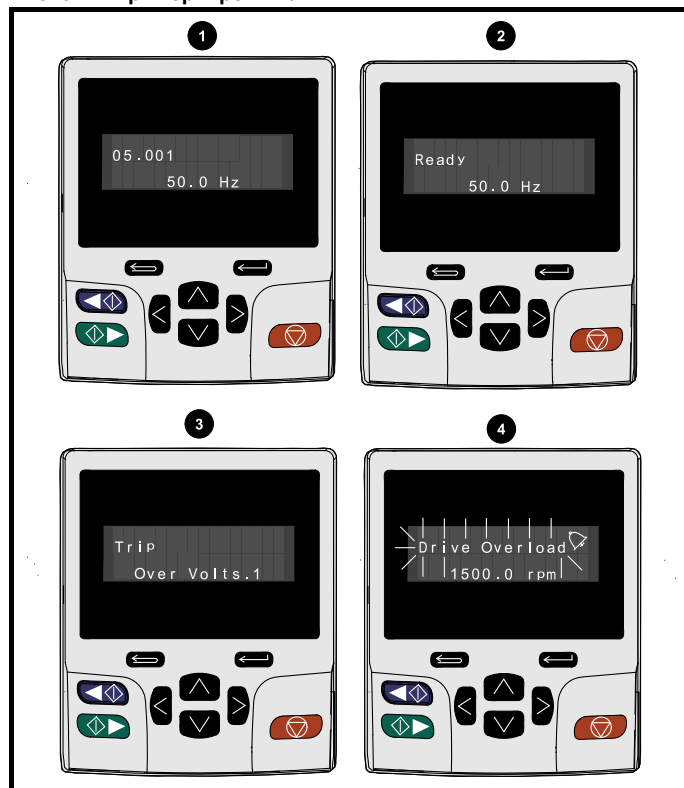 1
2
05.001
50.0 Hz
Ready
50.0 Hz
3
4
Trip
Over Volts.1
Drive Overload
1500.0 rpm